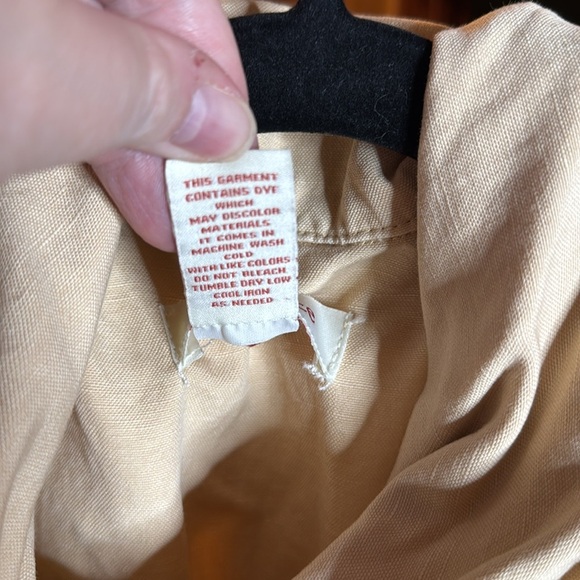 THIS GARMENT
CONTAINS DYE
WHICH
MAY DISCOLOR
MATERIALS
IT COMES IN
MACHINE WASH
COLD
WITH LIKE COLORS
DO NOT BLEACH
TUMBLE DRY LOW
COOL IRON
AS NEEDED